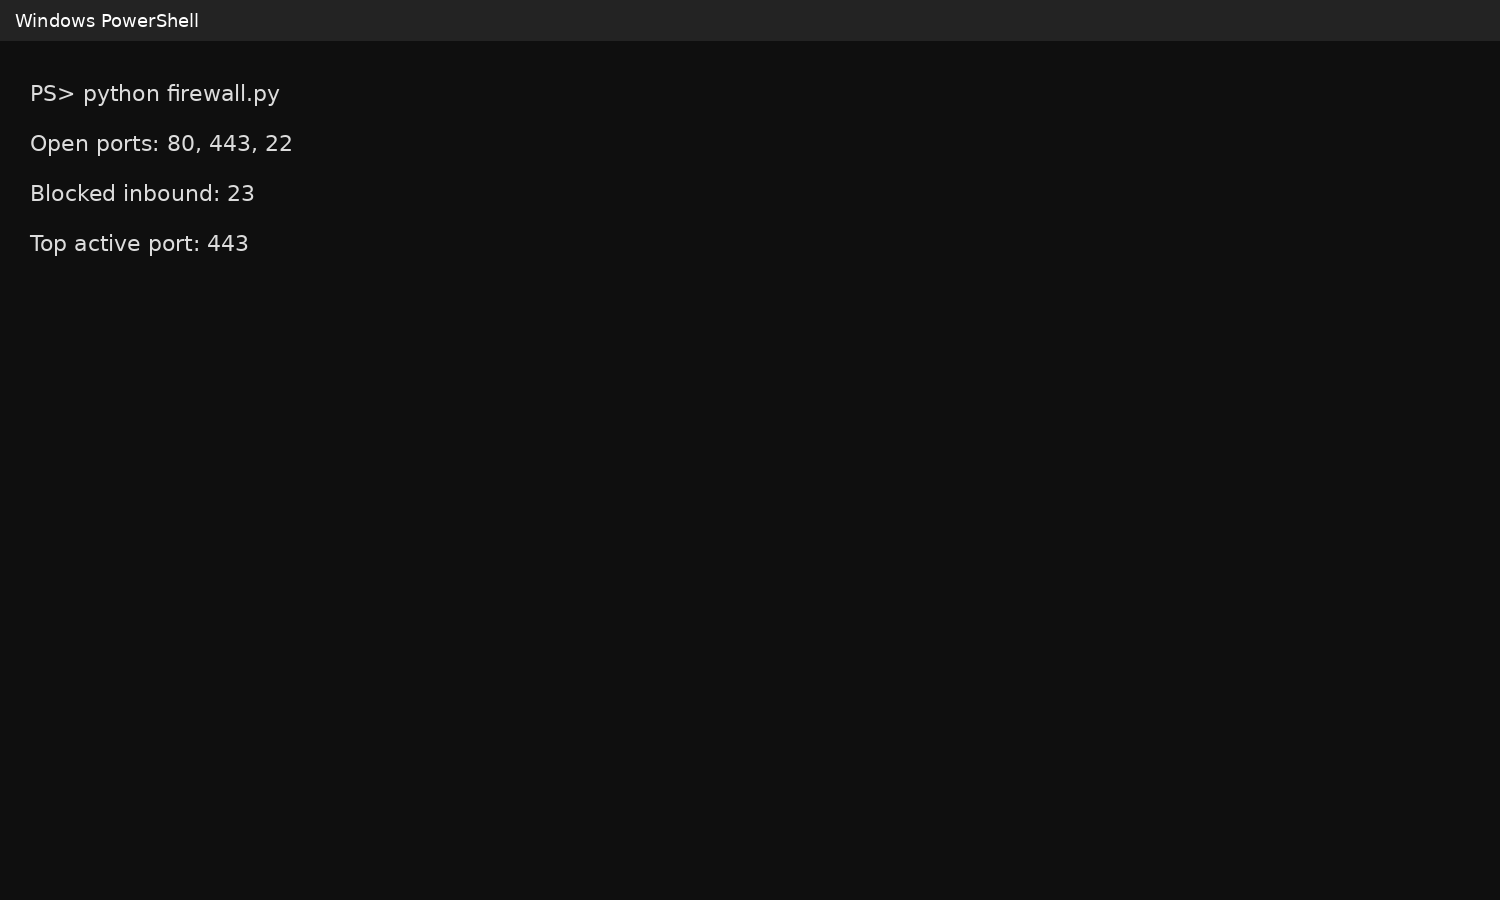 Windows PowerShell
PS> python firewall.py
Open ports: 80, 443, 22
Blocked inbound: 23
Top active port: 443